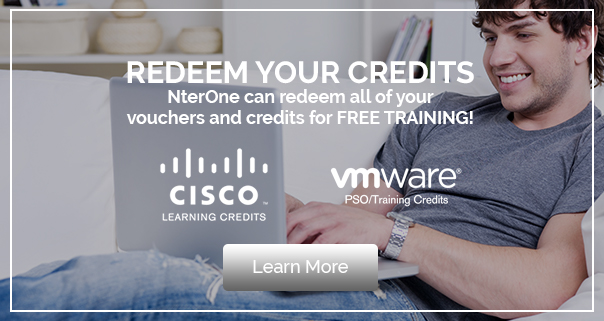 REDEEM YOUR CREDITS
NterOne can redeem all of your
vouchers and credits for FREE TRAINING!
CISCO™
LEARNING CREDITS
vmware®
PSO/Training Credits
Learn More